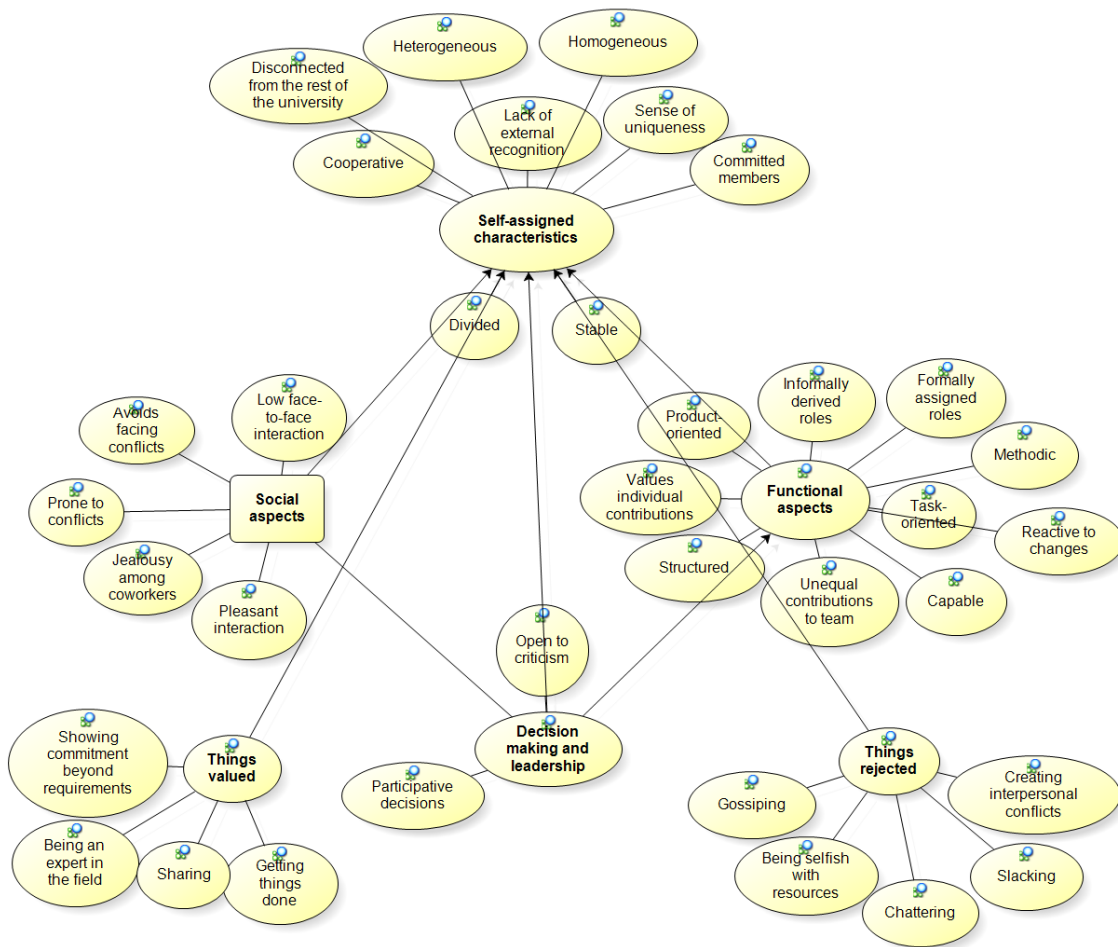 Heterogeneous
Homogeneous
Disconnected
from the rest of
the university
Lack of
external
recognition
Sense of
uniqueness
Cooperative
Committed
members
Self-assigned
characteristics
Divided
Stable
Avoids
facing
conflicts
Low face-
to-face
interaction
Prone to
conflicts
Social
aspects
Jealousy
among
coworkers
Pleasant
interaction
Informally
derived
roles
Formally
assigned
roles
Product-
oriented
Methodic
Values
individual
contributions
Functional
aspects
Task-
oriented
Reactive to
changes
Structured
Unequal
contributions
to team
Capable
Open to
criticism
Showing
commitment
beyond
requirements
Things
valued
Decision
making and
leadership
Participative
decisions
Things
rejected
Creating
interpersonal
conflicts
Gossiping
Being an
expert in
the field
Sharing
Getting
things
done
Being selfish
with
resources
Slacking
Chattering